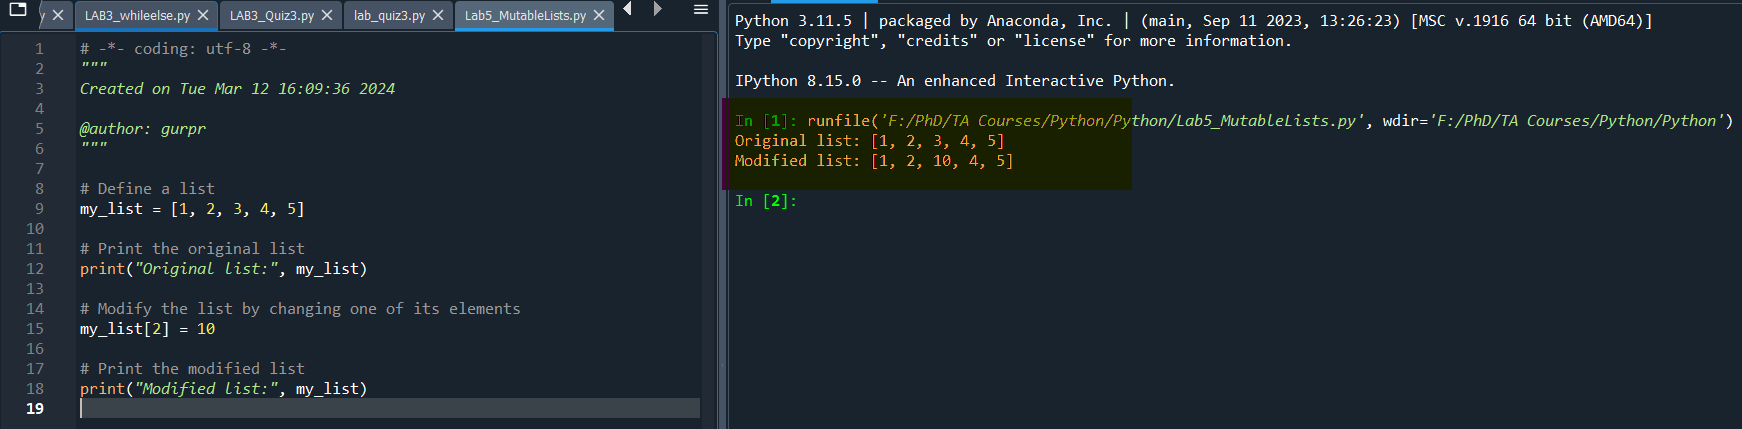 y LAB3_whileelse.py LAB3_Quiz3.py lab_quiz3.py Lab5_MutableLists.py
1 # -*- coding: utf-8 -*-
2 """
3 Created on Tue Mar 12 16:09:36 2024
4
5 @author: gurpr
6 """
7
8 # Define a list
9 my_list = [1, 2, 3, 4, 5]
10
11 # Print the original list
12 print("Original list:", my_list)
13
14 # Modify the list by changing one of its elements
15 my_list[2] = 10
16
17 # Print the modified list
18 print("Modified list:", my_list)
19
Python 3.11.5 | packaged by Anaconda, Inc. | (main, Sep 11 2023, 13:26:23) [MSC v.1916 64 bit (AMD64)]
Type "copyright", "credits" or "license" for more information.
IPython 8.15.0 -- An enhanced Interactive Python.
In [1]: runfile('F:/PhD/TA Courses/Python/Python/Lab5_MutableLists.py', wdir='F:/PhD/TA Courses/Python/Python')
Original list: [1, 2, 3, 4, 5]
Modified list: [1, 2, 10, 4, 5]
In [2]: